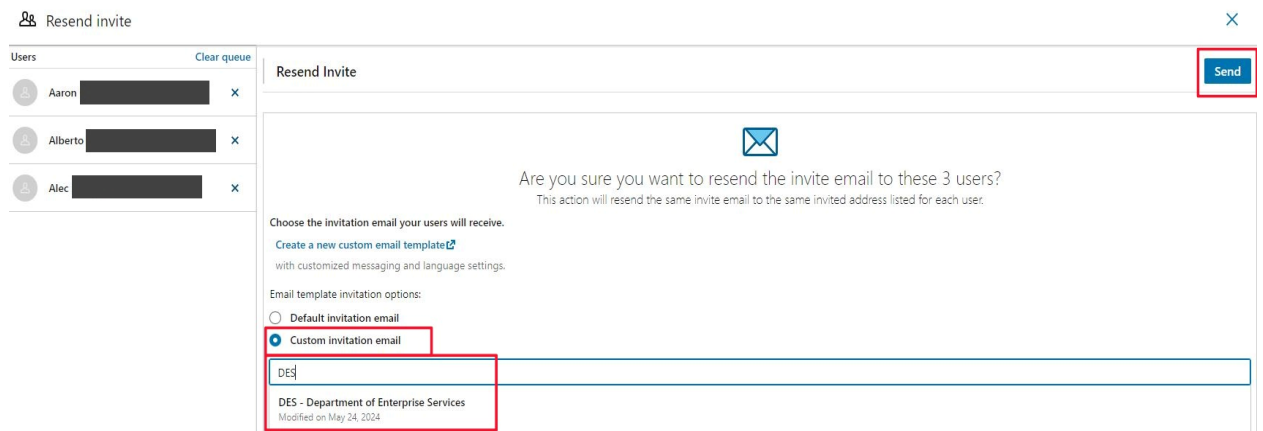 Resend invite
Users Clear queue
Aaron
Alberto
Alec
Resend Invite
Send
Are you sure you want to resend the invite email to these 3 users?
This action will resend the same invite email to the same invited address listed for each user.
Choose the invitation email your users will receive.
Create a new custom email template
with customized messaging and language settings.
Email template invitation options:
Default invitation email
Custom invitation email
DES
DES - Department of Enterprise Services
Modified on May 24, 2024